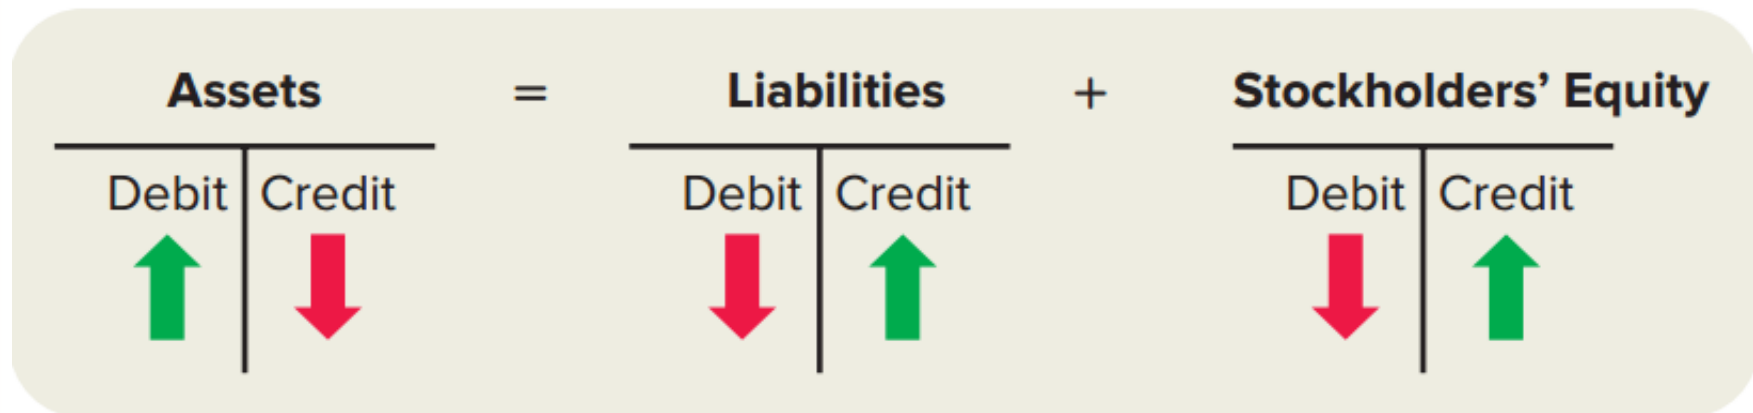 Assets = Liabilities + Stockholders’ Equity
Debit Credit Debit Credit Debit Credit